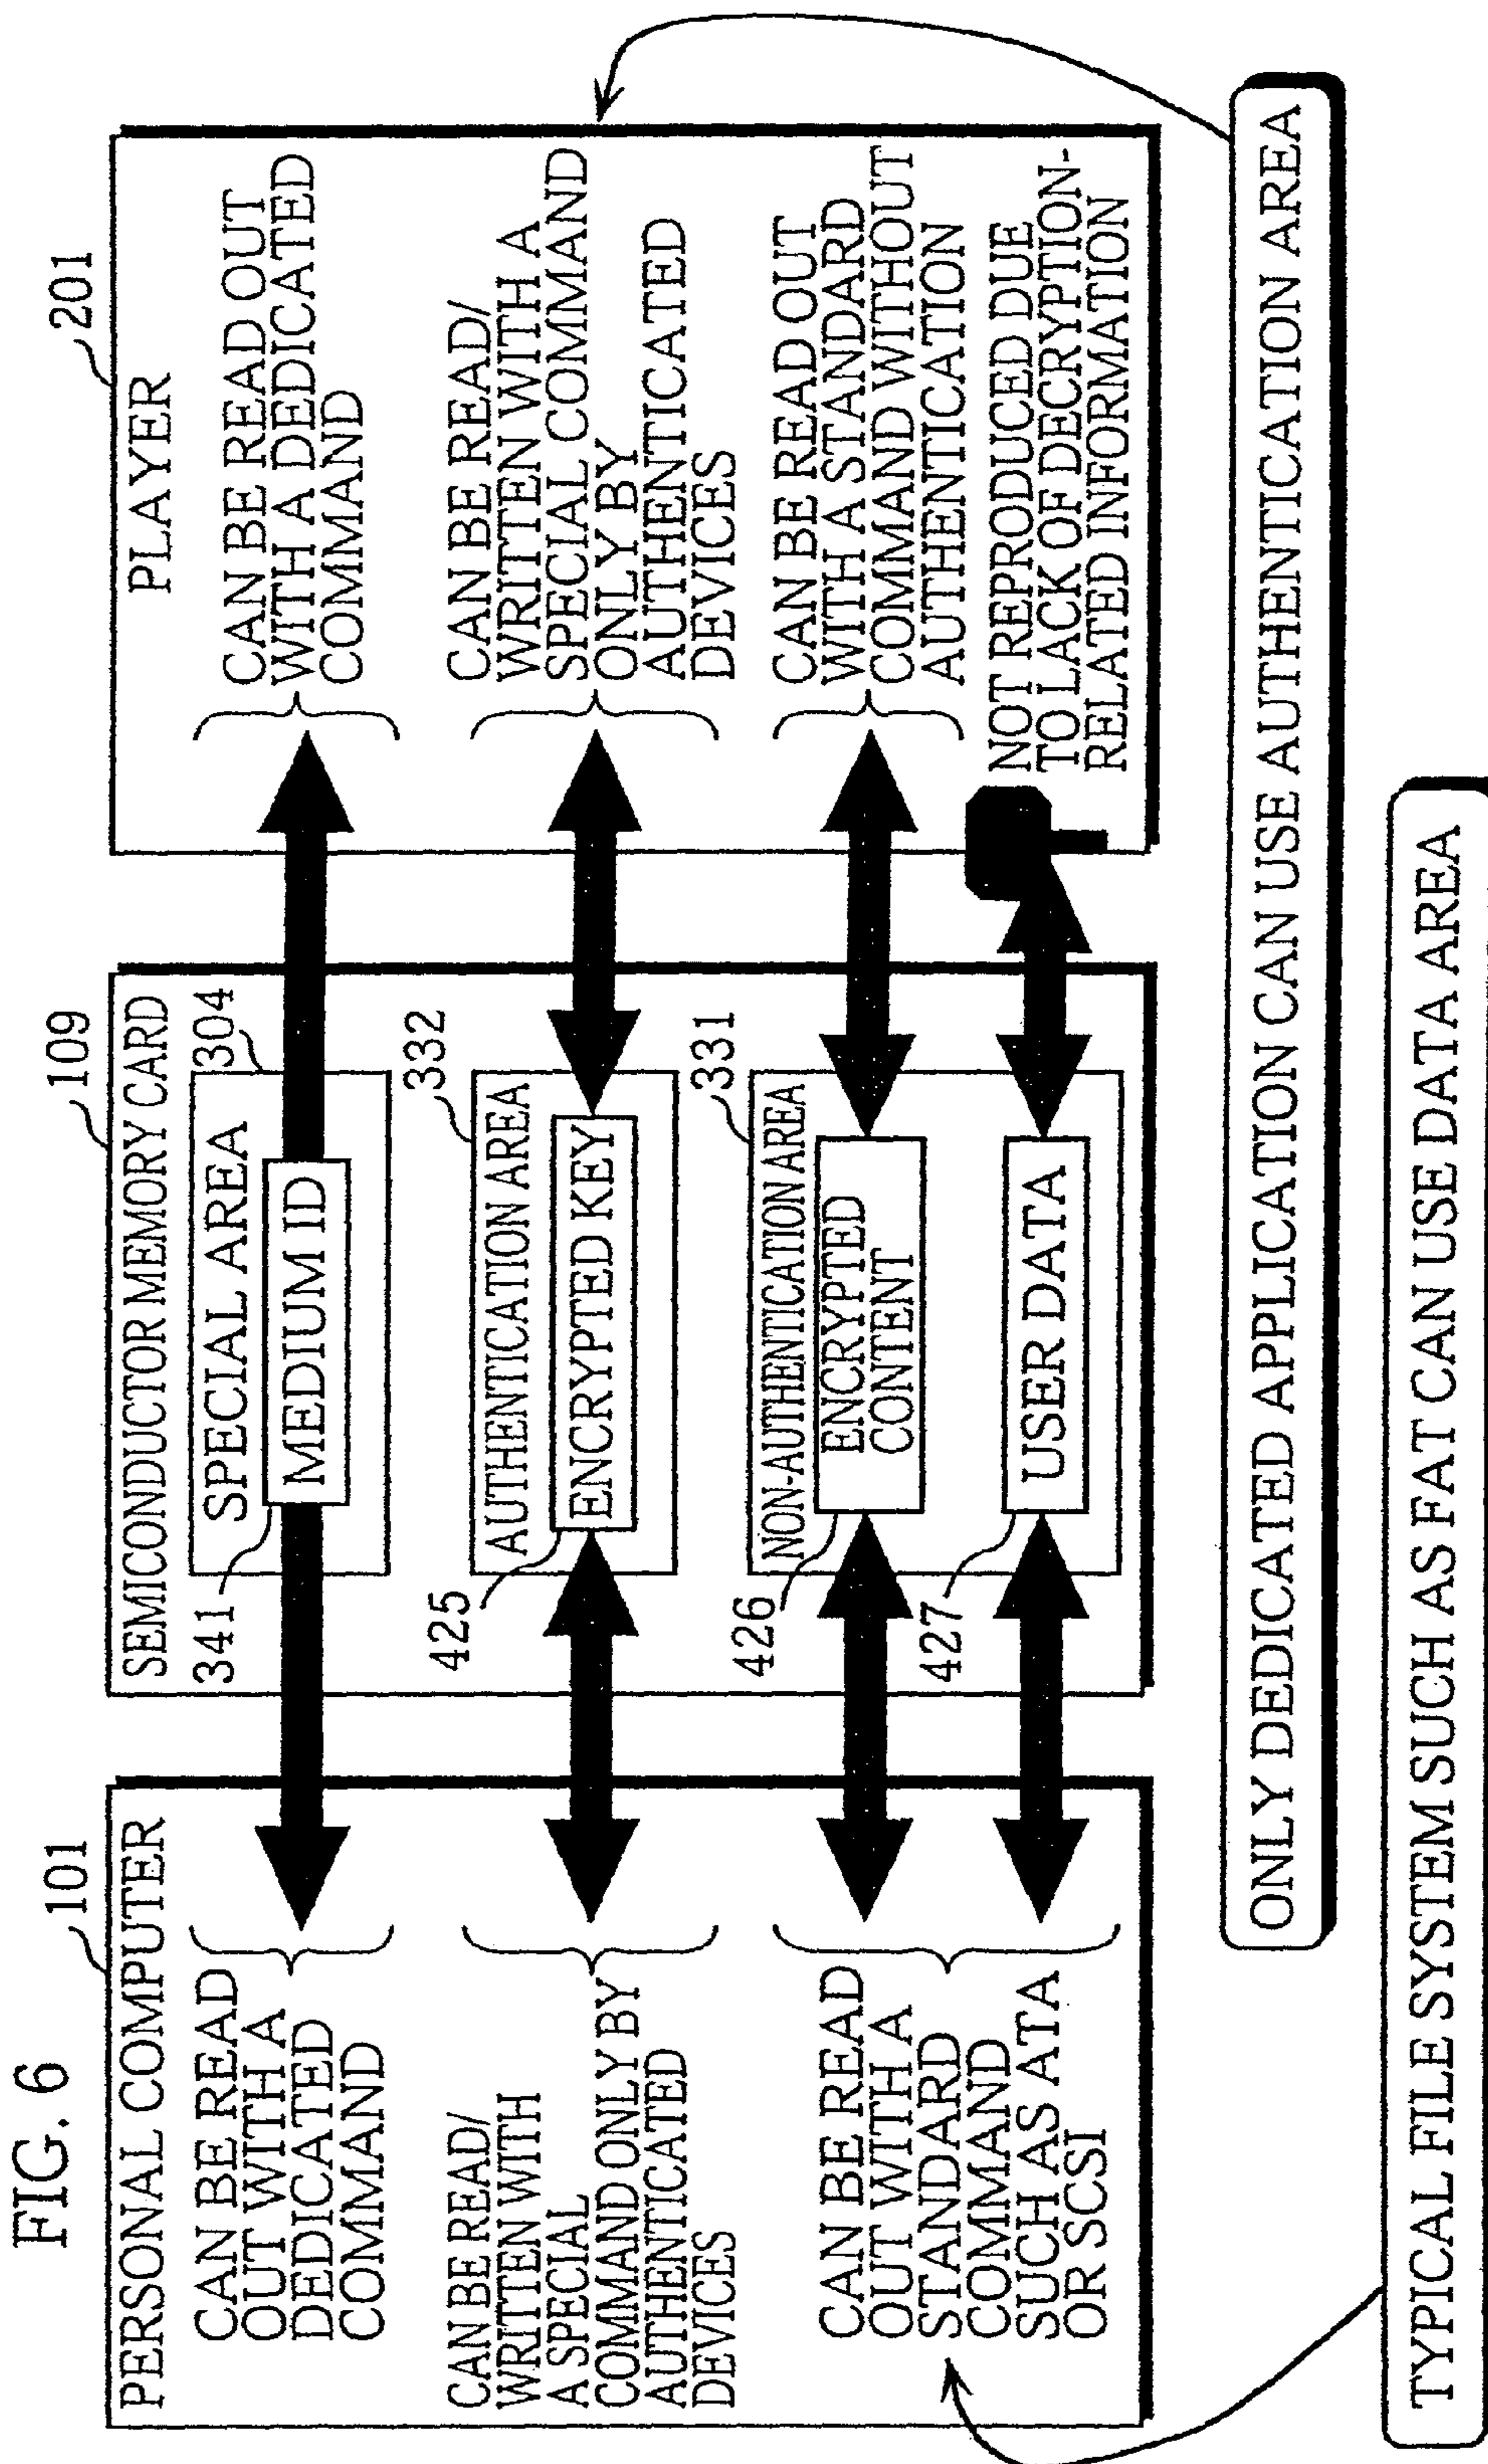 FIG. 6
101
PERSONAL COMPUTER
CAN BE READ
OUT WITH A
DEDICATED
COMMAND
CAN BE READ/
WRITTEN WITH
A SPECIAL
COMMAND ONLY BY
AUTHENTICATED
DEVICES
CAN BE READ
OUT WITH A
STANDARD
COMMAND
SUCH AS ATA
OR SCSI
109
SEMICONDUCTOR MEMORY CARD
341
304
SPECIAL AREA
MEDIUM ID
332
425
AUTHENTICATION AREA
ENCRYPTED KEY
331
426
NON-AUTHENTICATION AREA
ENCRYPTED
CONTENT
427
USER DATA
201
PLAYER
CAN BE READ OUT
WITH A DEDICATED
COMMAND
CAN BE READ/
WRITTEN WITH A
SPECIAL COMMAND
ONLY BY
AUTHENTICATED
DEVICES
CAN BE READ OUT
WITH A STANDARD
COMMAND WITHOUT
AUTHENTICATION
NOT REPRODUCED DUE
TO LACK OF DECRYPTION-
RELATED INFORMATION
ONLY DEDICATED APPLICATION CAN USE AUTHENTICATION AREA
TYPICAL FILE SYSTEM SUCH AS FAT CAN USE DATA AREA